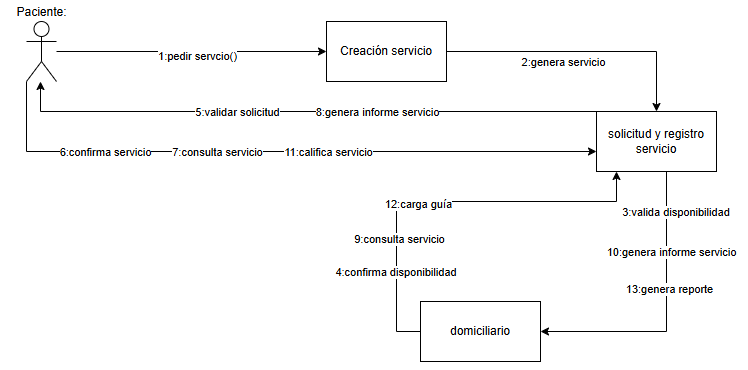 Paciente:
1:pedir servcio()
Creación servicio
2:genera servicio
5:validar solicitud
8:genera informe servicio
solicitud y registro
servicio
6:confirma servicio
7:consulta servicio
11:califica servicio
12:carga guía
3:valida disponibilidad
9:consulta servicio
10:genera informe servicio
4:confirma disponibilidad
13:genera reporte
domiciliario